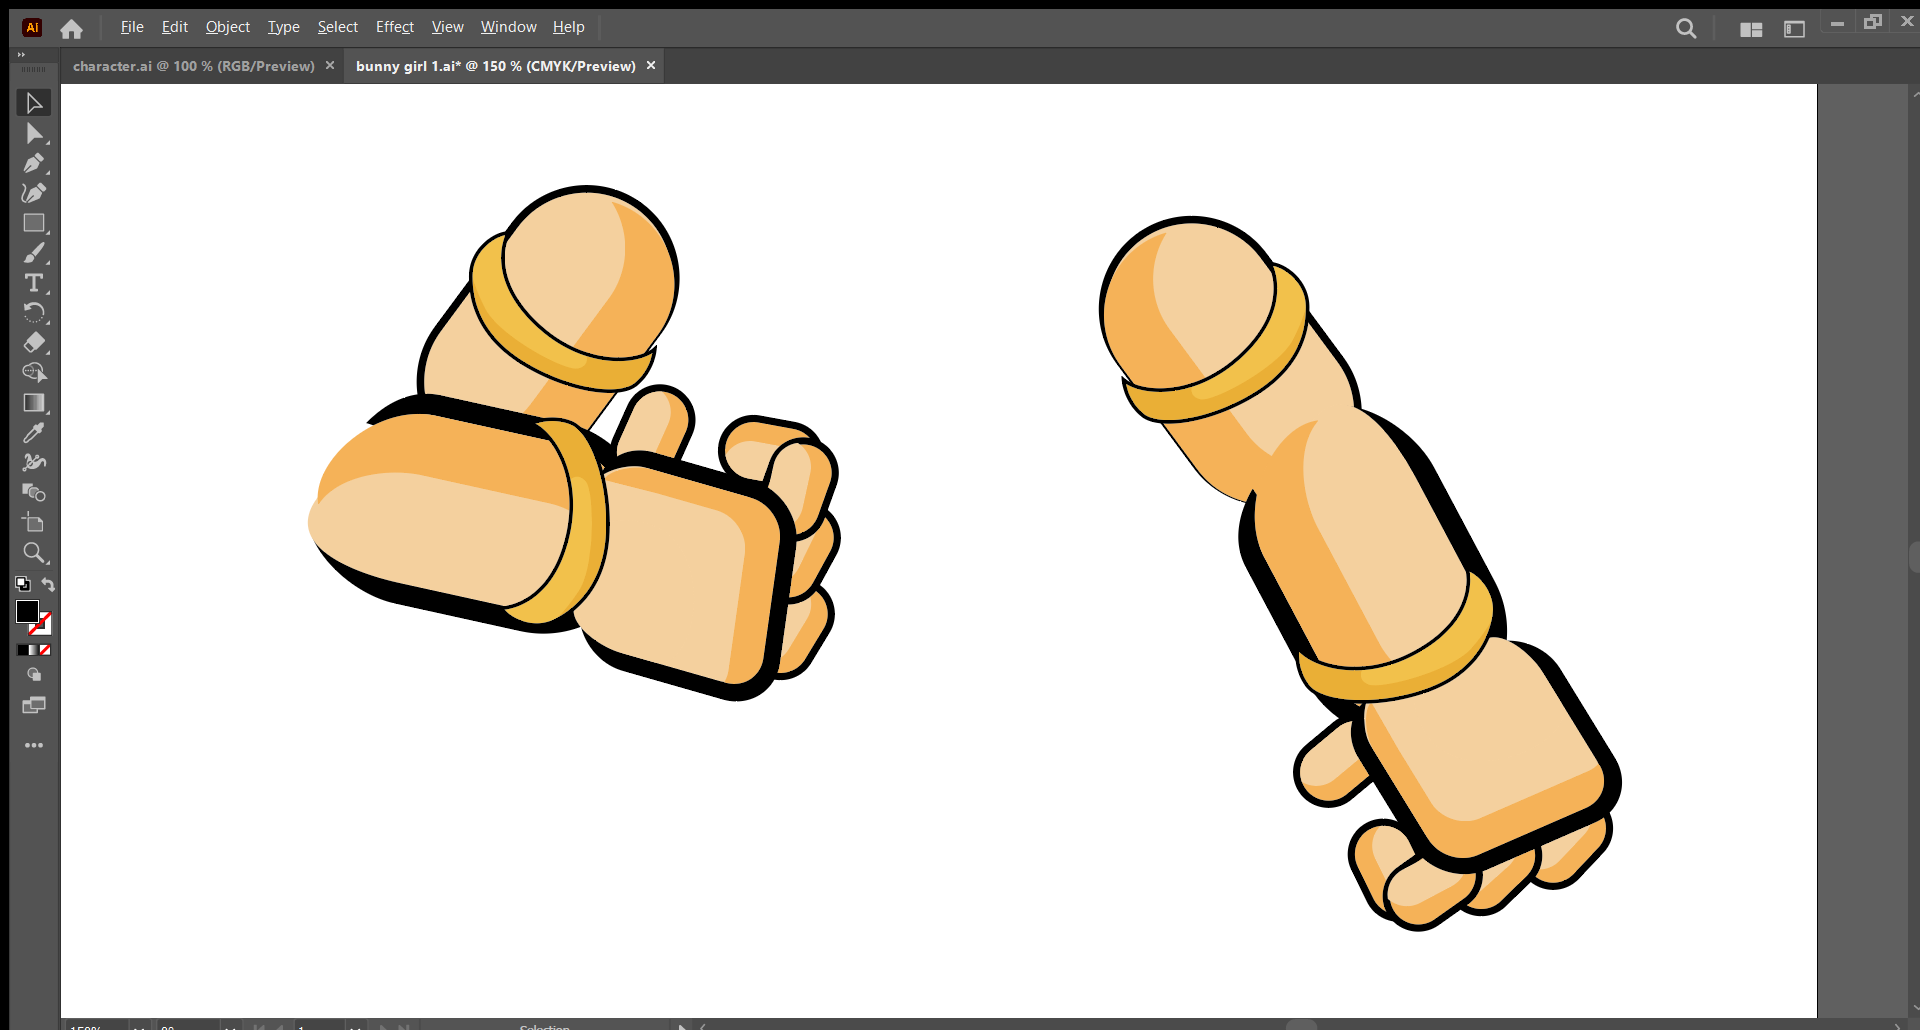 Ai File Edit Object Type Select Effect View Window Help
character.ai @ 100 % (RGB/Preview) × bunny girl 1.ai* @ 150 % (CMYK/Preview) ×
150% 0° 1 Selection